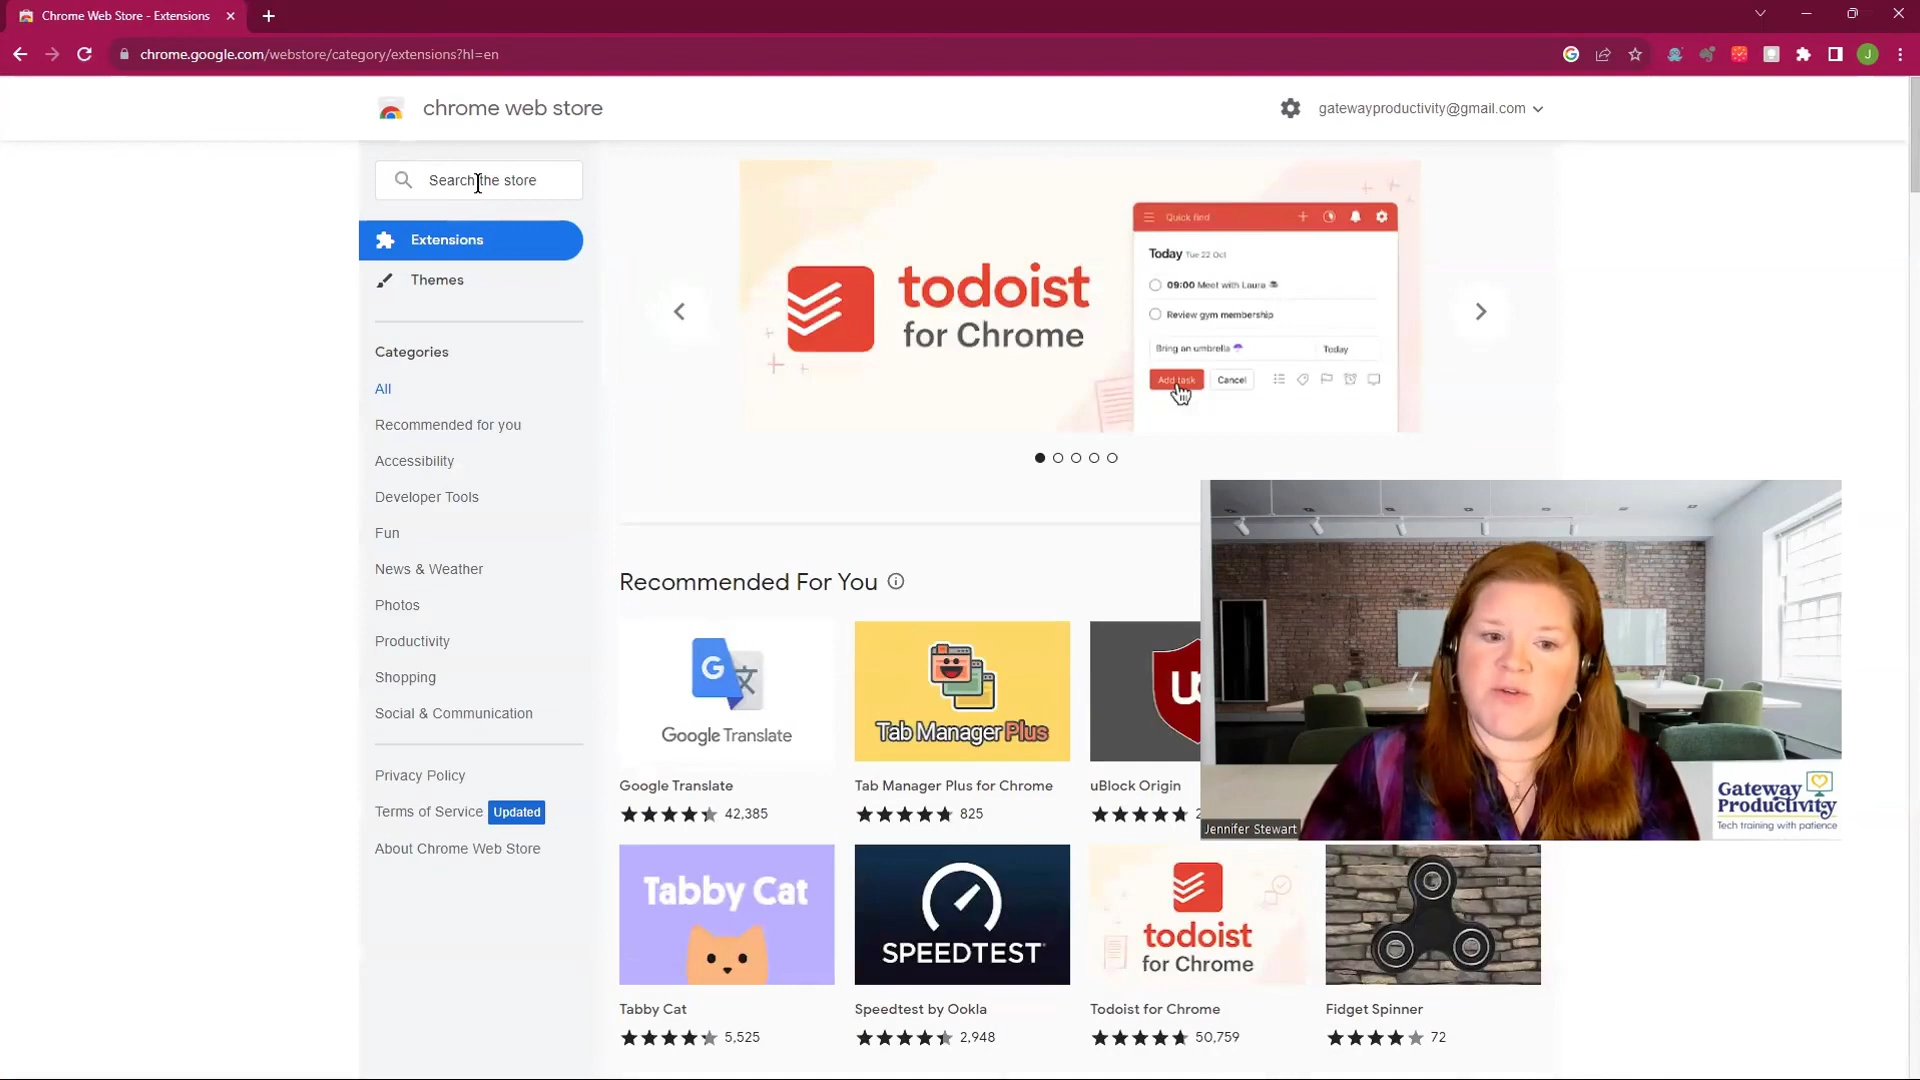 Chrome Web Store - Extensions
chrome.google.com/webstore/category/extensions?hl=en
J
chrome web store
gatewayproductivity@gmail.com
Search the store
Extensions
Themes
Categories
All
Recommended for you
Accessibility
Developer Tools
Fun
News & Weather
Photos
Productivity
Shopping
Social & Communication
Privacy Policy
Terms of Service Updated
About Chrome Web Store
todoist
for Chrome
Quick find
Today Tue 22 Oct
09:00 Meet with Laura
Review gym membership
Bring an umbrella Today
Add task Cancel
Recommended For You
G
Google Translate
Tab Manager Plus
Google Translate
42,385
Tab Manager Plus for Chrome
825
uBlock Origin
Jennifer Stewart
Gateway
Productivity
Tech training with patience
Tabby Cat
SPEEDTEST
todoist
for Chrome
Tabby Cat
5,525
Speedtest by Ookla
2,948
Todoist for Chrome
50,759
Fidget Spinner
72